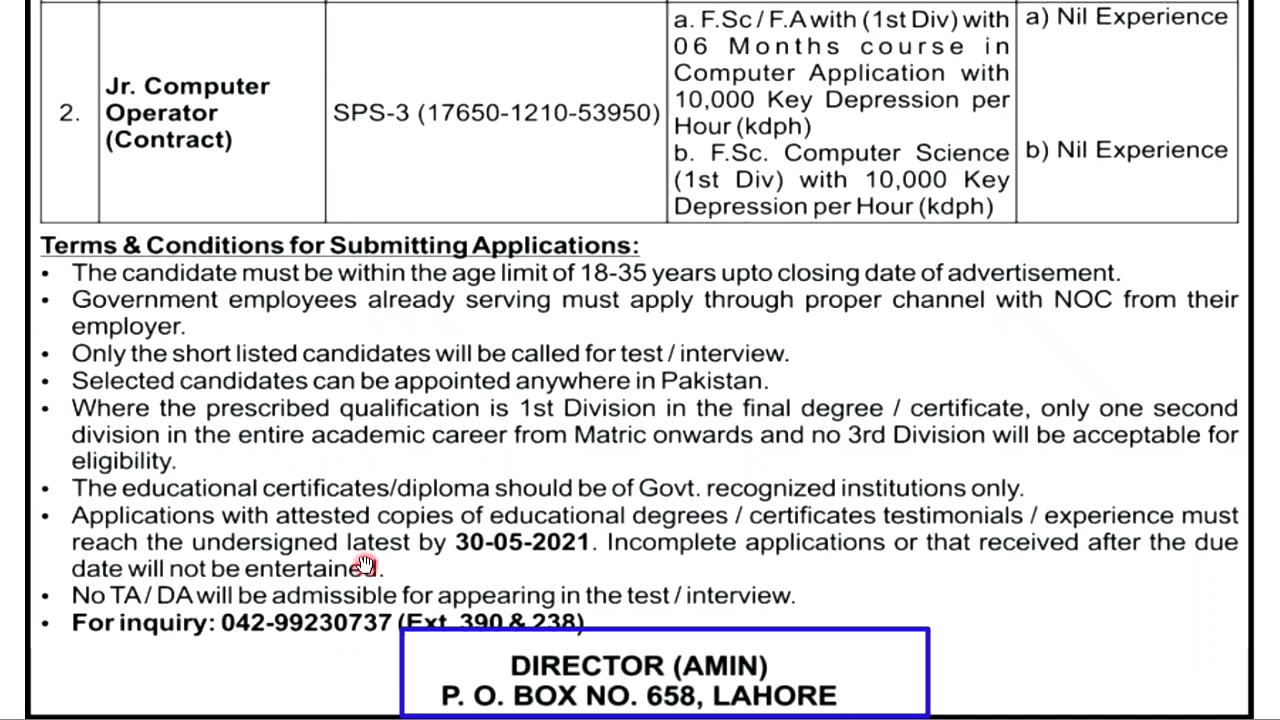 2.
Jr. Computer
Operator
(Contract)
SPS-3 (17650-1210-53950)
a. F.Sc / F.A with (1st Div) with
06 Months course in
Computer Application with
10,000 Key Depression per
Hour (kdph)
b. F.Sc. Computer Science
(1st Div) with 10,000 Key
Depression per Hour (kdph)
a) Nil Experience
b) Nil Experience
Terms & Conditions for Submitting Applications:
• The candidate must be within the age limit of 18-35 years upto closing date of advertisement.
• Government employees already serving must apply through proper channel with NOC from their
employer.
• Only the short listed candidates will be called for test / interview.
• Selected candidates can be appointed anywhere in Pakistan.
• Where the prescribed qualification is 1st Division in the final degree / certificate, only one second
division in the entire academic career from Matric onwards and no 3rd Division will be acceptable for
eligibility.
• The educational certificates/diploma should be of Govt. recognized institutions only.
• Applications with attested copies of educational degrees / certificates testimonials / experience must
reach the undersigned latest by 30-05-2021. Incomplete applications or that received after the due
date will not be entertained.
• No TA / DA will be admissible for appearing in the test / interview.
• For inquiry: 042-99230737 (Ext. 390 & 238)
DIRECTOR (AMIN)
P. O. BOX NO. 658, LAHORE